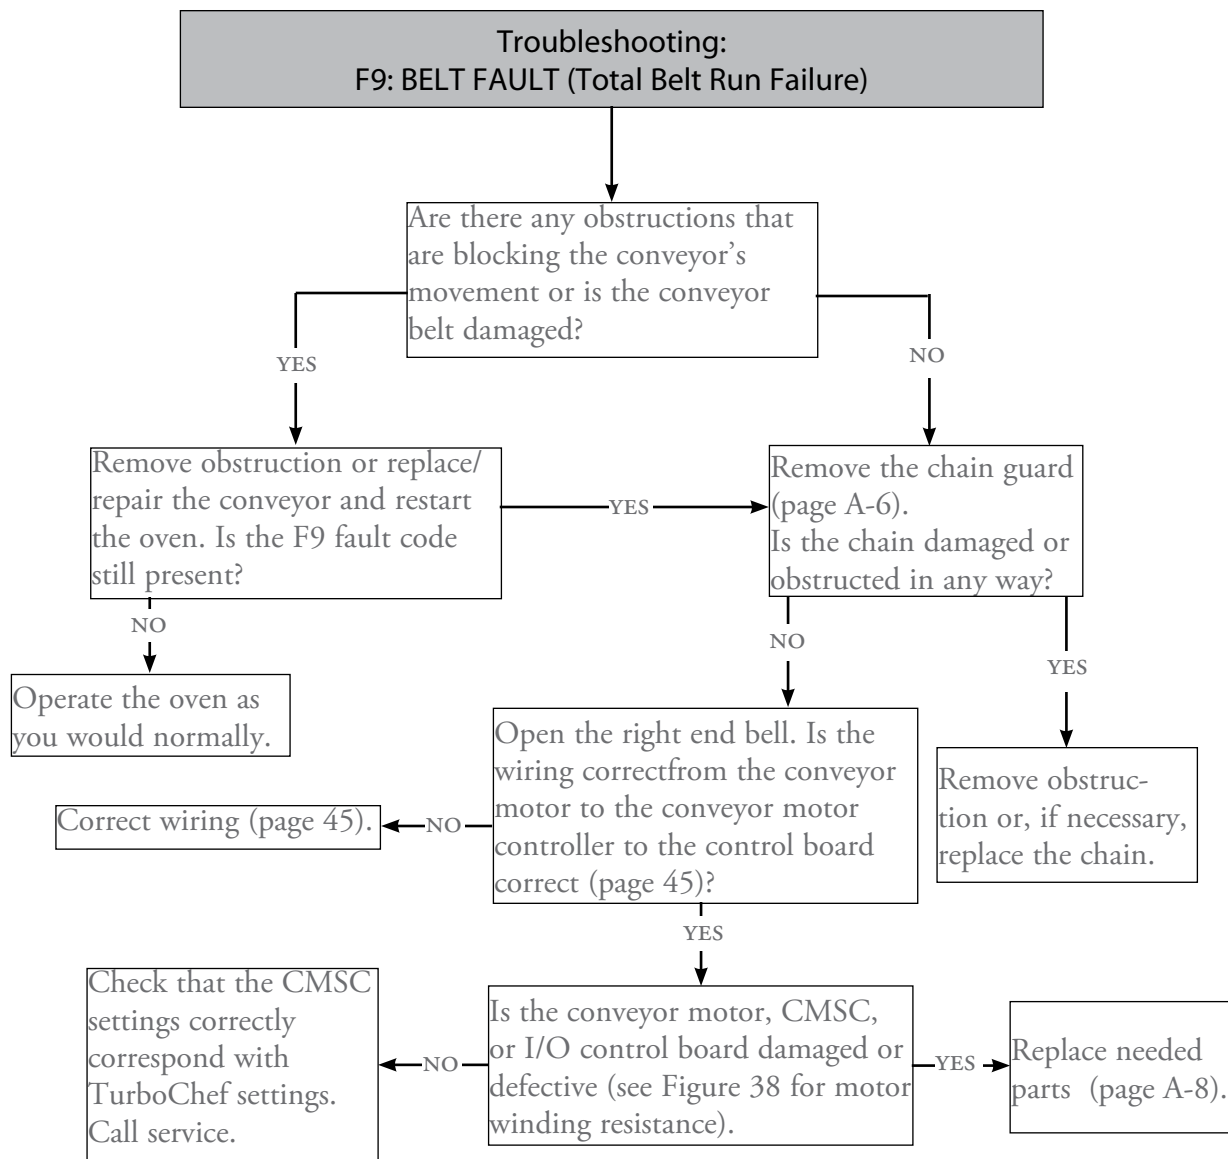 Troubleshooting:
F9: BELT FAULT (Total Belt Run Failure)
Are there any obstructions that
are blocking the conveyor’s
movement or is the conveyor
belt damaged?
YES
NO
Remove obstruction or replace/
repair the conveyor and restart
the oven. Is the F9 fault code
still present?
YES
Remove the chain guard
(page A-6).
Is the chain damaged or
obstructed in any way?
NO
NO
YES
Operate the oven as
you would normally.
Open the right end bell. Is the
wiring correctfrom the conveyor
motor to the conveyor motor
controller to the control board
correct (page 45)?
Remove obstruc-
tion or, if necessary,
replace the chain.
Correct wiring (page 45).
NO
YES
Check that the CMSC
settings correctly
correspond with
TurboChef settings.
Call service.
NO
Is the conveyor motor, CMSC,
or I/O control board damaged or
defective (see Figure 38 for motor
winding resistance).
YES
Replace needed
parts (page A-8).